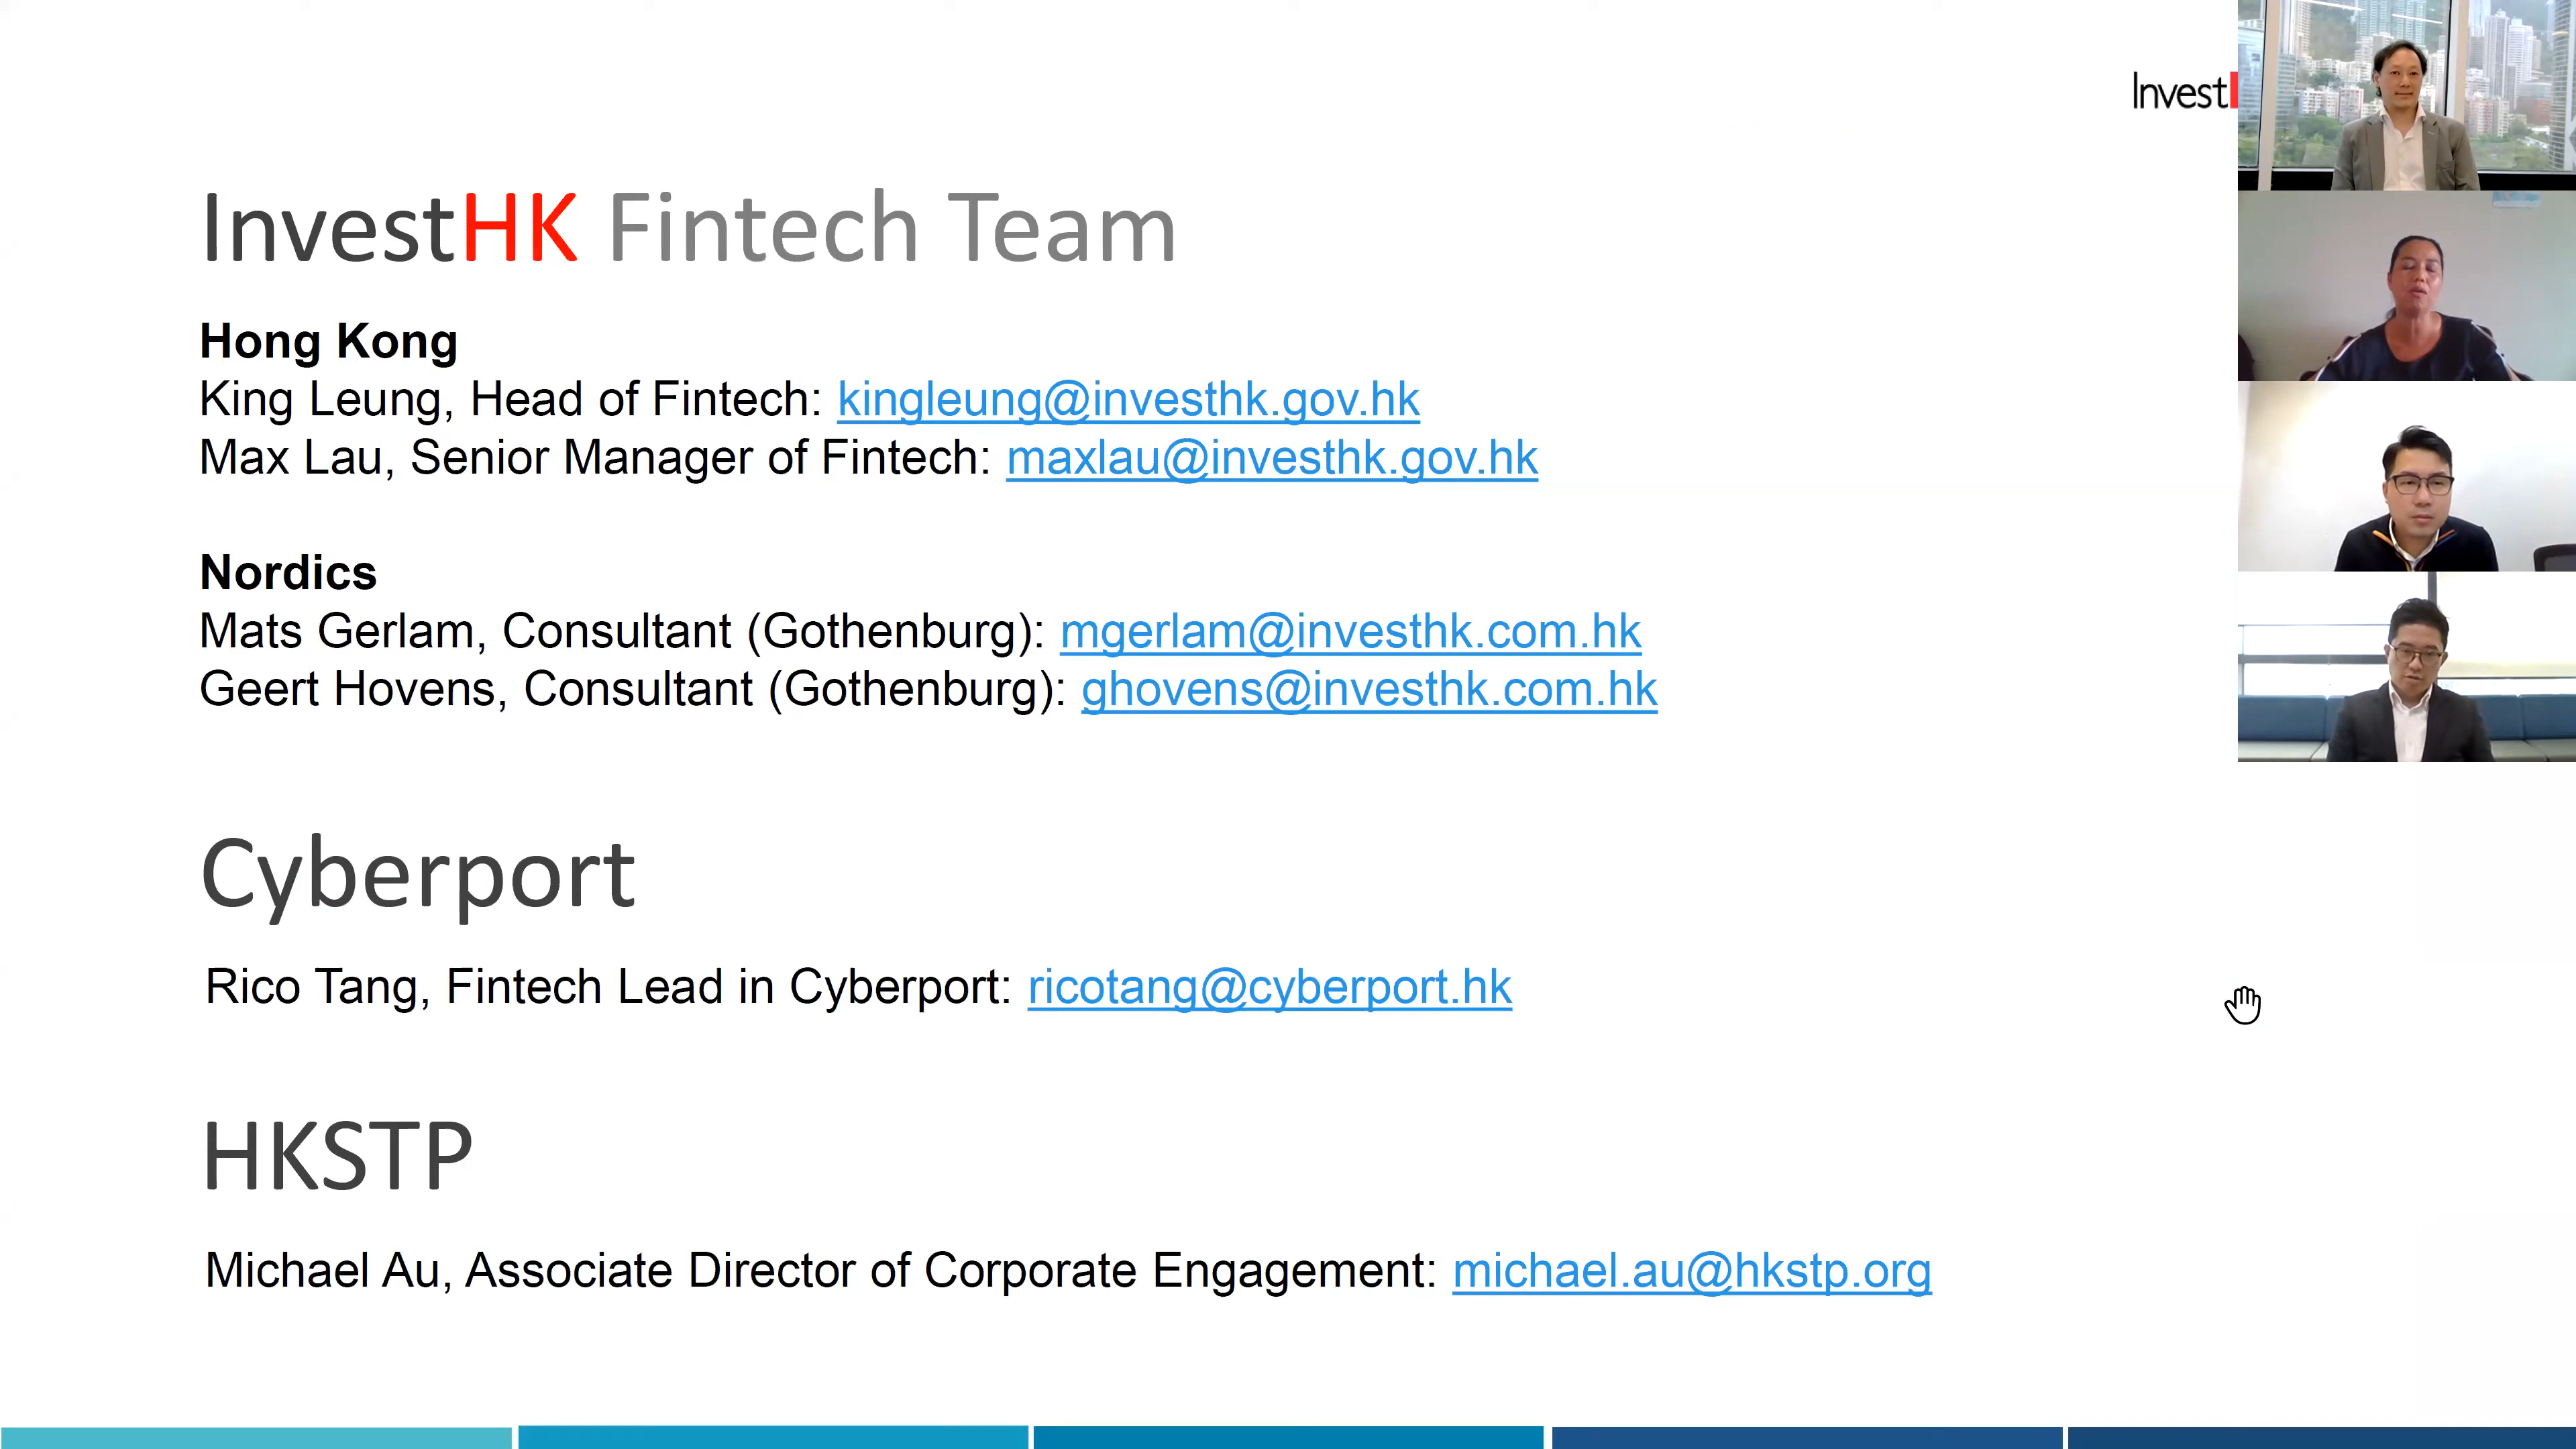 Invest
InvestHK Fintech Team
Hong Kong
King Leung, Head of Fintech: kingleung@investhk.gov.hk
Max Lau, Senior Manager of Fintech: maxlau@investhk.gov.hk
Nordics
Mats Gerlam, Consultant (Gothenburg): mgerlam@investhk.com.hk
Geert Hovens, Consultant (Gothenburg): ghovens@investhk.com.hk
Cyberport
Rico Tang, Fintech Lead in Cyberport: ricotang@cyberport.hk
HKSTP
Michael Au, Associate Director of Corporate Engagement: michael.au@hkstp.org